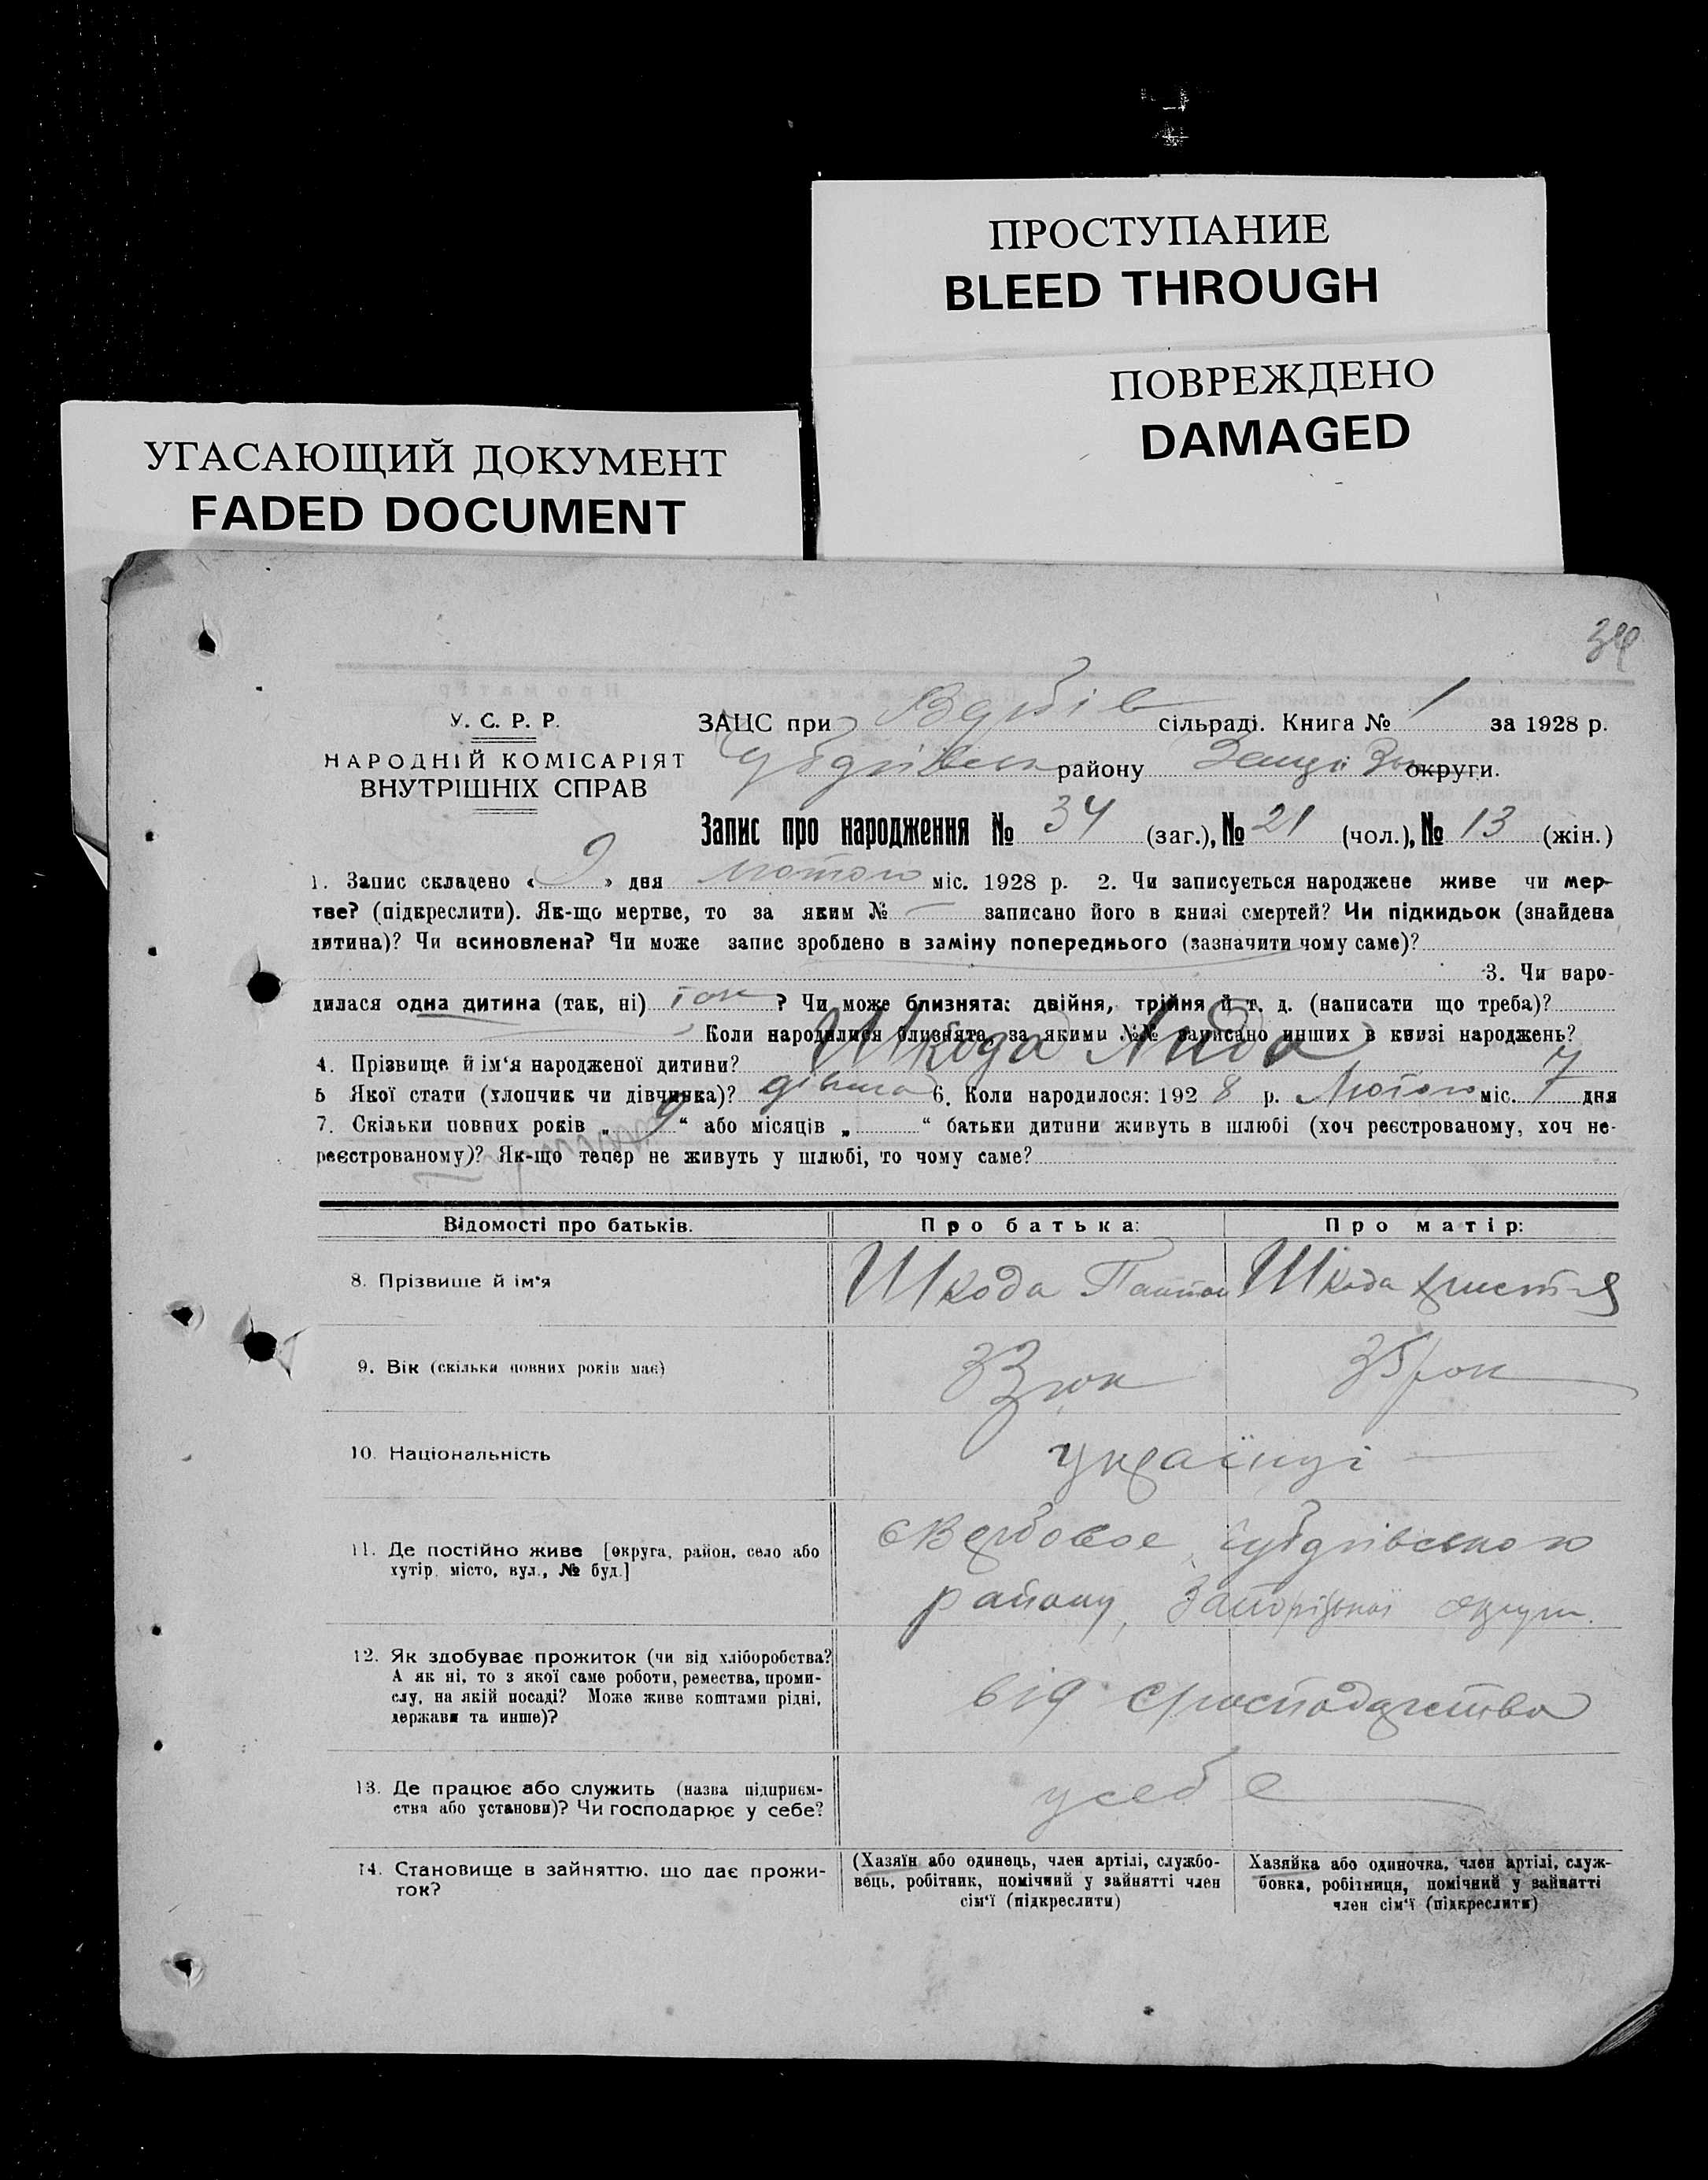 ПРОСТУПАНИЕ
BLEED THROUGH
ПОВРЕЖДЕНО
DAMAGED
УГАСАЮЩИЙ ДОКУМЕНТ
FADED DOCUMENT
34
У. С. Р. Р.
НАРОДНІЙ КОМІСАРІЯТ
ВНУТРІШНІХ СПРАВ
ЗАЦС при сільраді. Книга № 1 за 1928 р.
району округи.
Запис про народження № 34 (заг.), № 21 (чол.), № 13 (жін.)
1. Запис складено « 9 » дня лютого міс. 1928 р. 2. Чи записується народжене живе чи мер-
тве? (підкреслити). Як-що мертве, то за яким № — записано його в книзі смертей? Чи підкидьок (знайдена
дитина)? Чи всиновлена? Чи може запис зроблено в заміну попереднього (зазначити чому саме)?
3. Чи наро-
дилася одна дитина (так, ні) ? Чи може близнята: двійня, трійня й т. д. (написати що треба)?
Коли народилися близнята, за якими №№ записано инших в книзі народжень?
4. Прізвище й ім'я народженої дитини? Шкода Лида
5 Якої стати (хлопчик чи дівчинка)? 6. Коли народилося: 1928 р. Лютого міс. 7 дня
7. Скільки повних років „ 9 “ або місяців „ “ батьки дитини живуть в шлюбі (хоч реєстрованому, хоч не-
реєстрованому)? Як-що тепер не живуть у шлюбі, то чому саме?
Відомості про батьків. Про батька: Про матір:
8. Прізвище й ім'я Шкода Шкода Христя
9. Вік (скільки повних років має) 33 рок 35 рок
10. Національність українці
11. Де постійно живе [округа, район, село або
хутір, місто, вул., № буд.]
с Вербовое
району, Запорізької округи.
12. Як здобуває прожиток (чи від хліборобства?
А як ні, то з якої саме роботи, ремества, проми-
слу, на якій посаді? Може живе коштами рідні,
держави та инше)?
від господарства
13. Де працює або служить (назва підприєм-
ства або установи)? Чи господарює у себе?
у себе
14. Становище в зайняттю, що дає прожи-
ток?
(Хазяїн або одинець, член артілі, службо-
вець, робітник, помічний у зайнятті член
сім'ї (підкреслити)
Хазяйка або одиночка, член артілі, служ-
бовка, робітниця, помічний у зайнятті
член сім'ї (підкреслити)